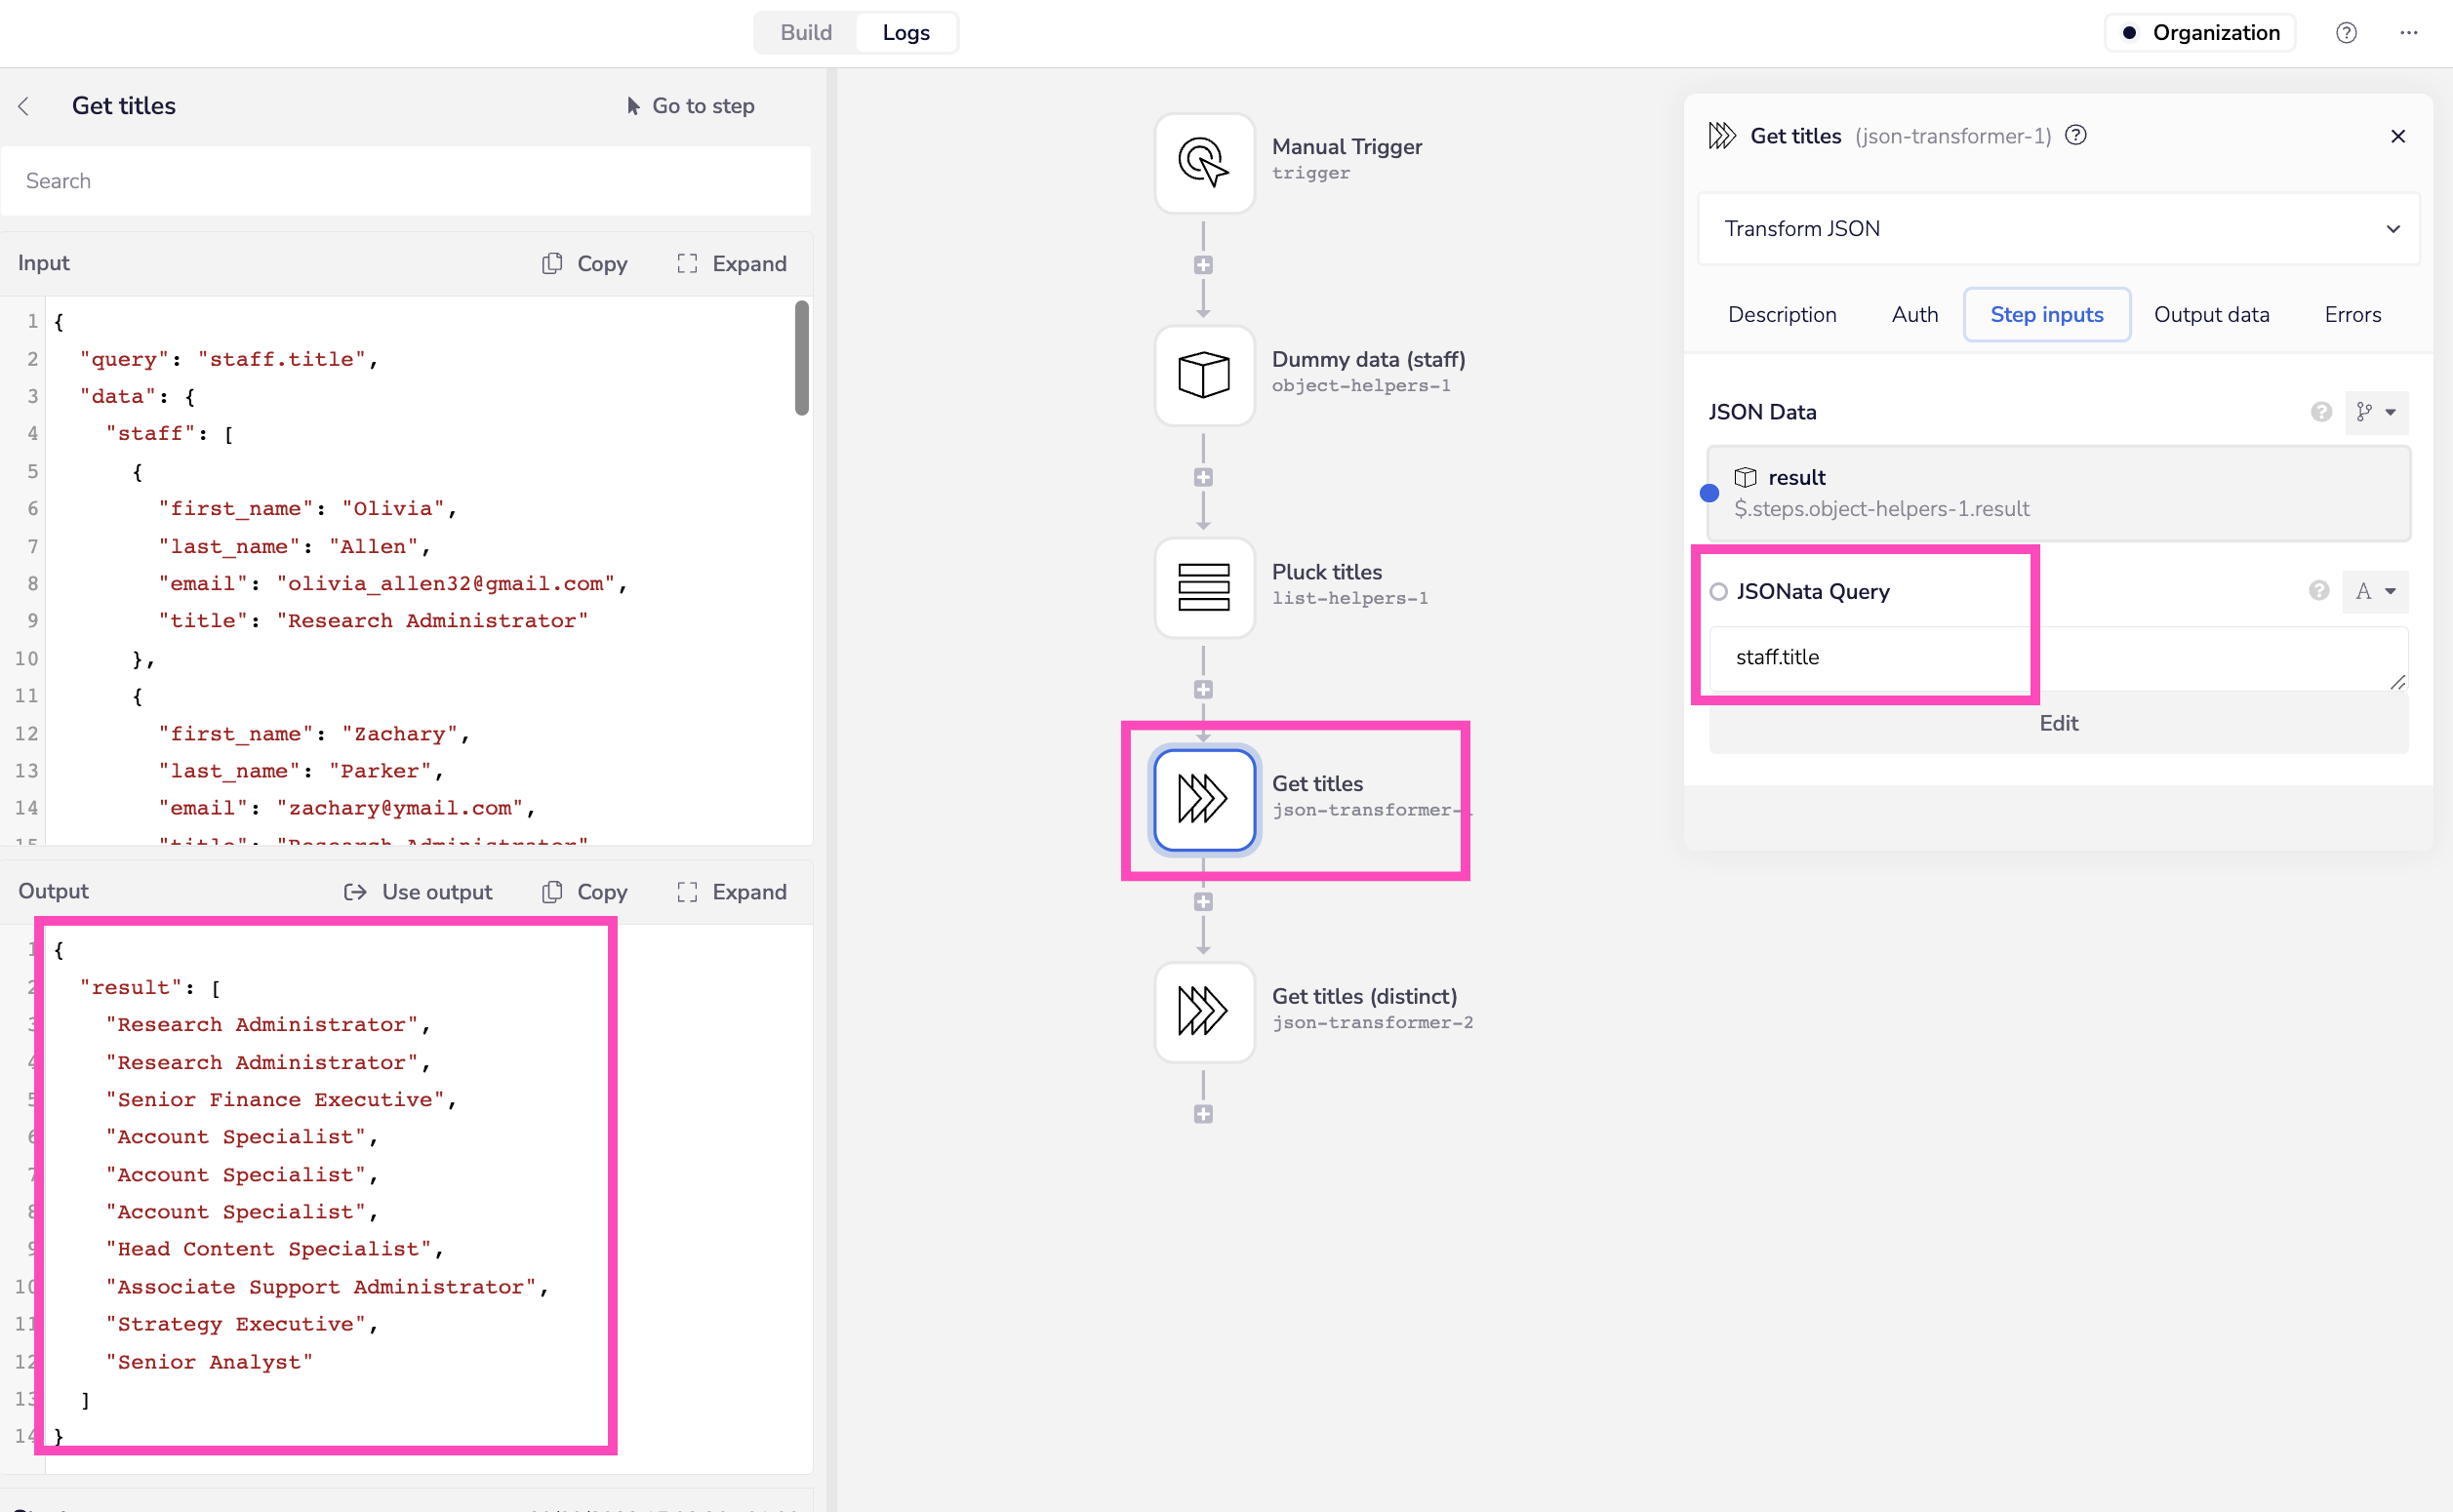 Build
Logs
Organization
Get titles
Go to step
Search
Input
Copy
Expand
1 {
2 "query": "staff.title",
3 "data": {
4 "staff": [
5 {
6 "first_name": "Olivia",
7 "last_name": "Allen",
8 "email": "olivia_allen32@gmail.com",
9 "title": "Research Administrator"
10 },
11 {
12 "first_name": "Zachary",
13 "last_name": "Parker",
14 "email": "zachary@ymail.com",
15 "title": "Research Administrator"
Output
Use output
Copy
Expand
1 {
2 "result": [
3 "Research Administrator",
4 "Research Administrator",
5 "Senior Finance Executive",
6 "Account Specialist",
7 "Account Specialist",
8 "Account Specialist",
9 "Head Content Specialist",
10 "Associate Support Administrator",
11 "Strategy Executive",
12 "Senior Analyst"
13 ]
14 }
Manual Trigger
trigger
Dummy data (staff)
object-helpers-1
Pluck titles
list-helpers-1
Get titles
json-transformer-1
Get titles (distinct)
json-transformer-2
Get titles (json-transformer-1)
Transform JSON
Description
Auth
Step inputs
Output data
Errors
JSON Data
result
$.steps.object-helpers-1.result
JSONata Query
A
staff.title
Edit